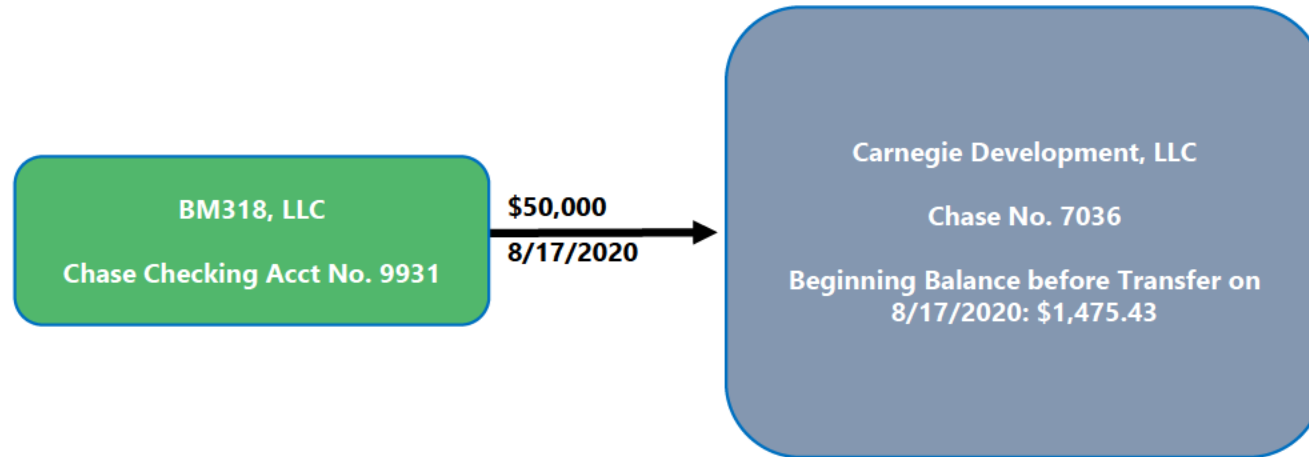 BM318, LLC
Chase Checking Acct No. 9931
$50,000
8/17/2020
Carnegie Development, LLC
Chase No. 7036
Beginning Balance before Transfer on
8/17/2020: $1,475.43